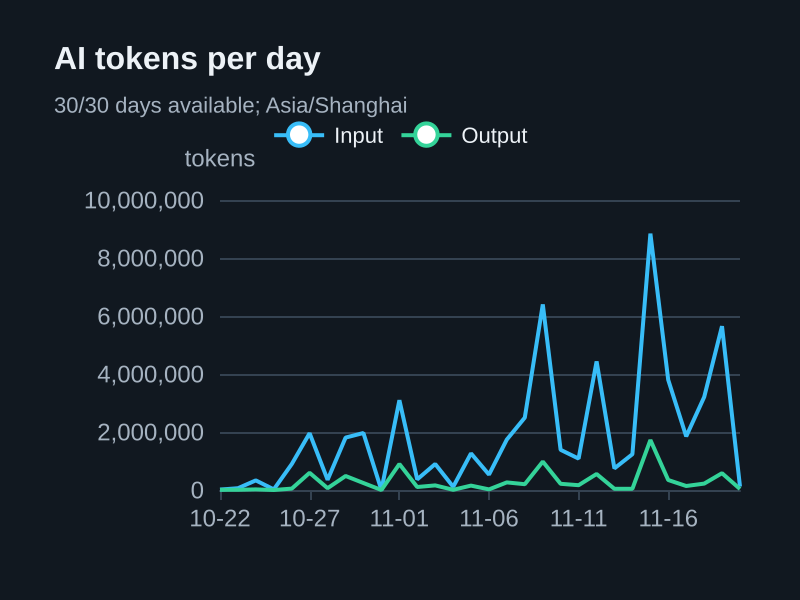 AI tokens per day
30/30 days available; Asia/Shanghai
Input Output
tokens
10,000,000
8,000,000
6,000,000
4,000,000
2,000,000
0
10-22 10-27 11-01 11-06 11-11 11-16